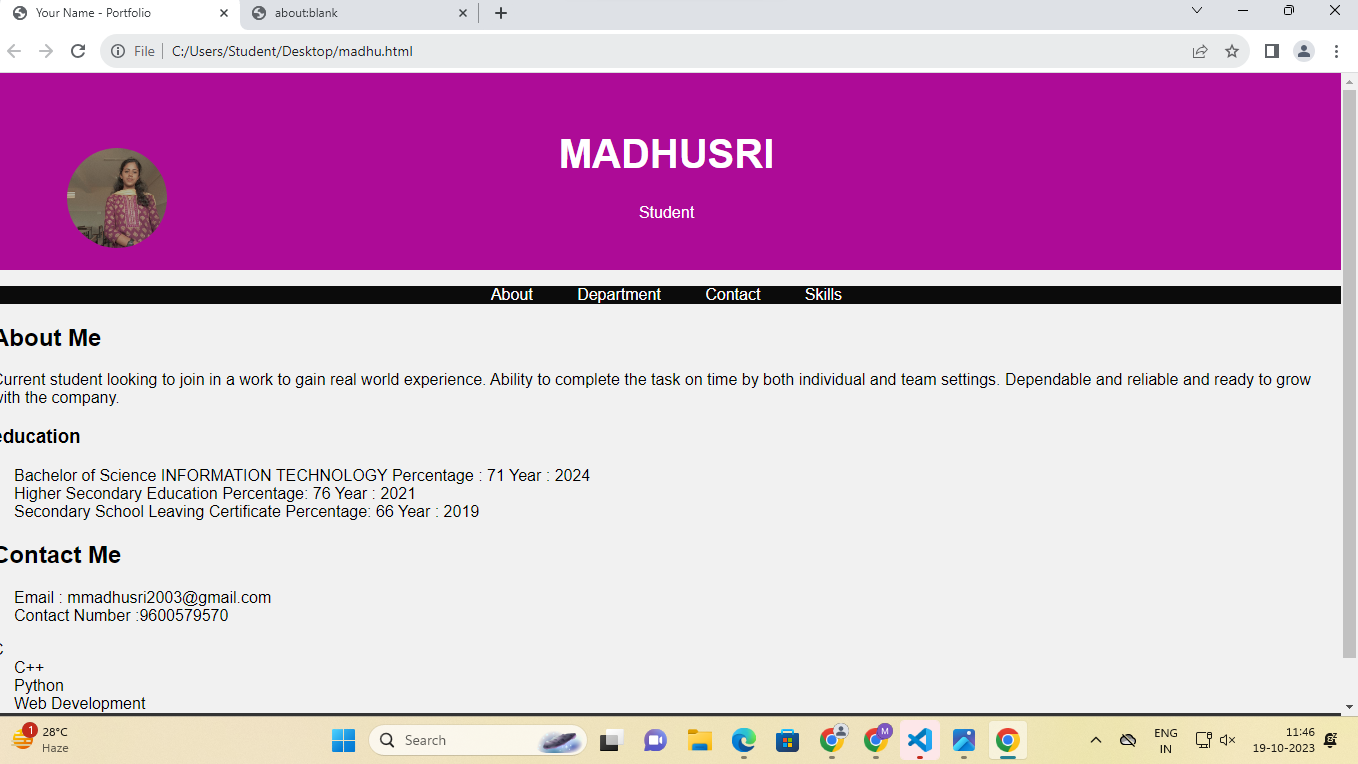 Your Name - Portfolio
about:blank
File
C:/Users/Student/Desktop/madhu.html
MADHUSRI
Student
About Department Contact Skills
About Me
Current student looking to join in a work to gain real world experience. Ability to complete the task on time by both individual and team settings. Dependable and reliable and ready to grow
with the company.
education
Bachelor of Science INFORMATION TECHNOLOGY Percentage : 71 Year : 2024
Higher Secondary Education Percentage: 76 Year : 2021
Secondary School Leaving Certificate Percentage: 66 Year : 2019
Contact Me
Email : mmadhusri2003@gmail.com
Contact Number :9600579570
C
C++
Python
Web Development
1
28°C
Haze
Search
M
ENG
IN
11:46
19-10-2023